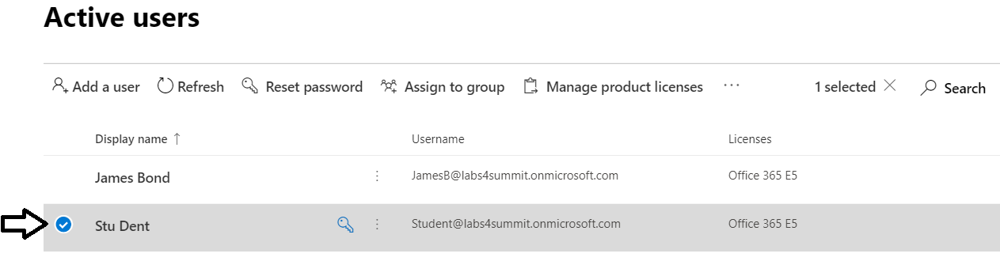 Active users
Add a user Refresh Reset password Assign to group Manage product licenses ··· 1 selected Search
Display name ↑ Username Licenses
James Bond JamesB@labs4summit.onmicrosoft.com Office 365 E5
Stu Dent Student@labs4summit.onmicrosoft.com Office 365 E5